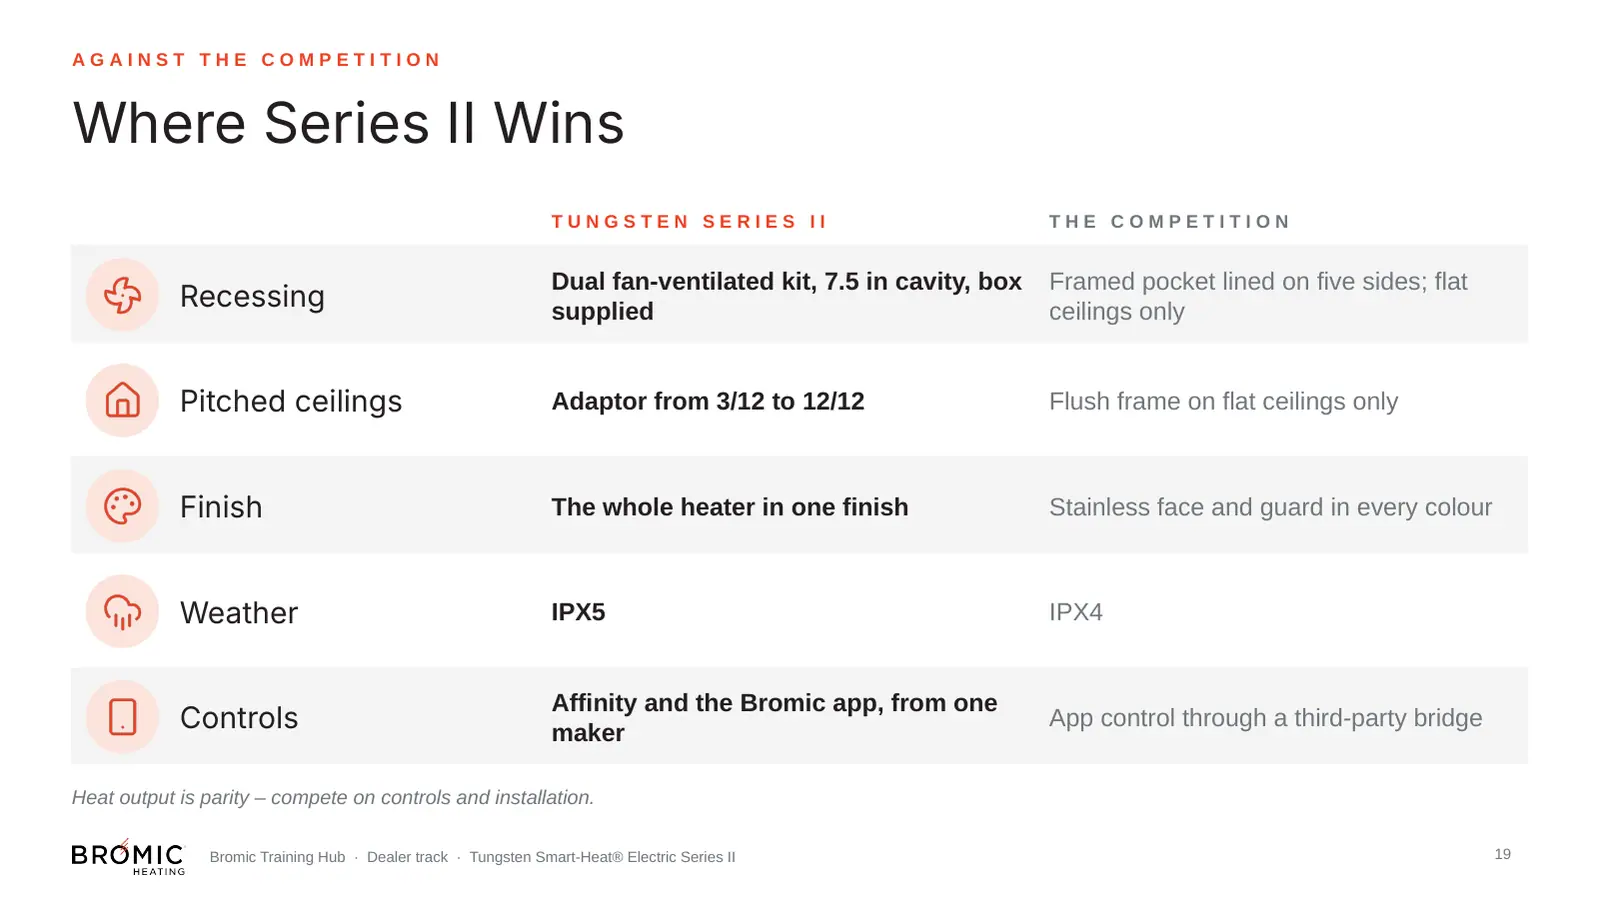 AGAINST THE COMPETITION
Where Series II Wins
TUNGSTEN SERIES II
THE COMPETITION
Recessing
Dual fan-ventilated kit, 7.5 in cavity, box
supplied
Framed pocket lined on five sides; flat
ceilings only
Pitched ceilings
Adaptor from 3/12 to 12/12
Flush frame on flat ceilings only
Finish
The whole heater in one finish
Stainless face and guard in every colour
Weather
IPX5
IPX4
Controls
Affinity and the Bromic app, from one
maker
App control through a third-party bridge
Heat output is parity – compete on controls and installation.
BROMIC
HEATING
Bromic Training Hub · Dealer track · Tungsten Smart-Heat® Electric Series II
19